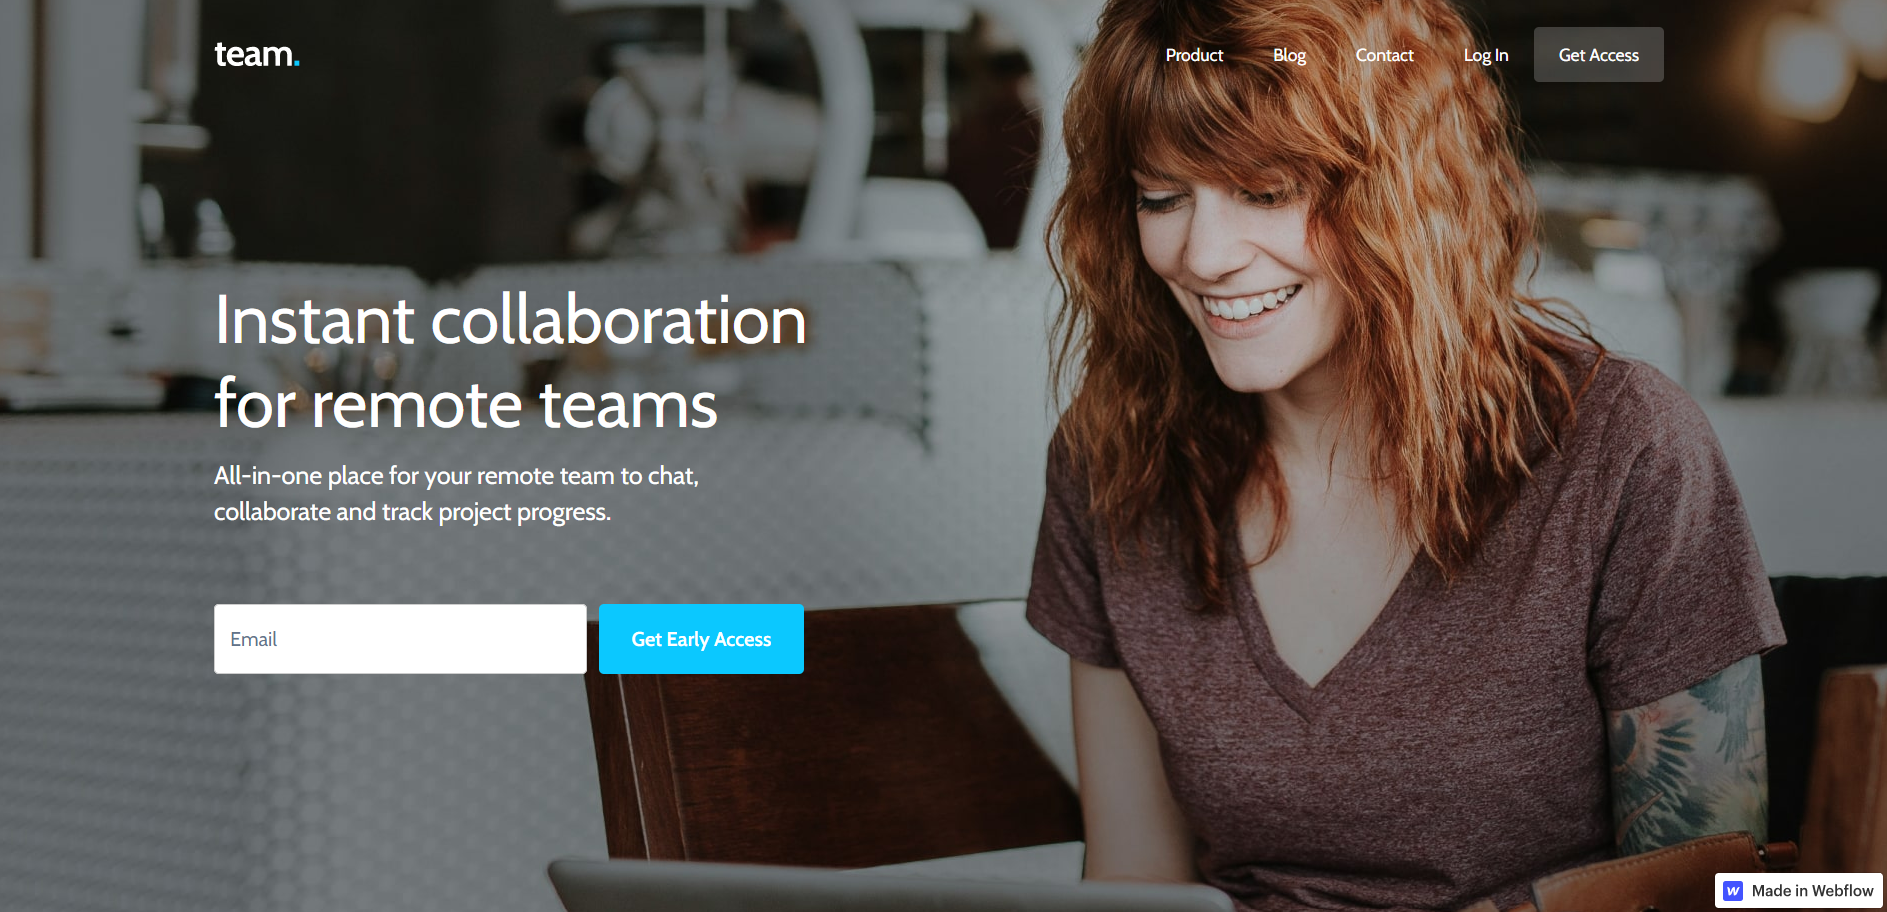 team.
Product
Blog
Contact
Log In
Get Access
Instant collaboration
for remote teams
All-in-one place for your remote team to chat,
collaborate and track project progress.
Email
Get Early Access
Made in Webflow